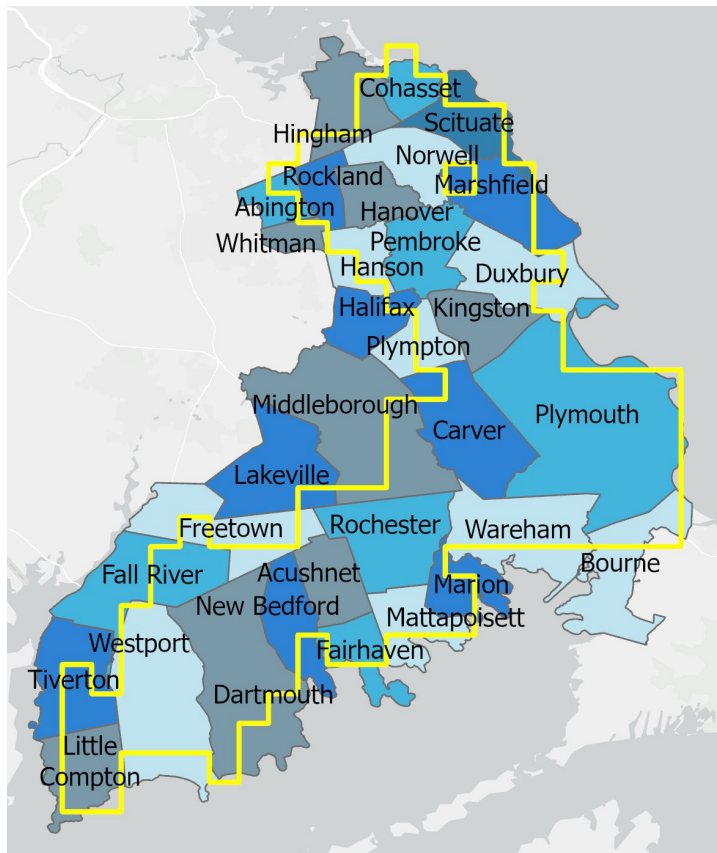 Cohasset
Scituate
Hingham
Norwell
Rockland
Marshfield
Abington
Hanover
Whitman
Pembroke
Hanson
Duxbury
Halifax
Kingston
Plympton
Middleborough
Plymouth
Carver
Lakeville
Freetown
Rochester
Wareham
Bourne
Fall River
Acushnet
Marion
New Bedford
Mattapoisett
Westport
Fairhaven
Tiverton
Dartmouth
Little
Compton